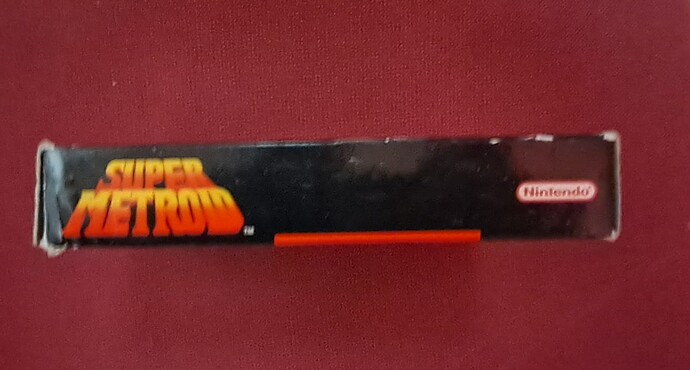 SUPER
METROID
™
Nintendo®